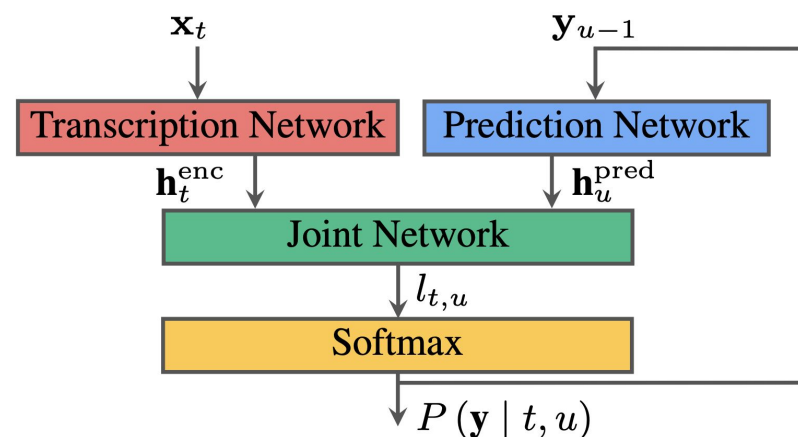 x_t y_{u−1}
Transcription Network Prediction Network
h_t^{enc} h_u^{pred}
Joint Network
l_{t,u}
Softmax
P (y | t, u)